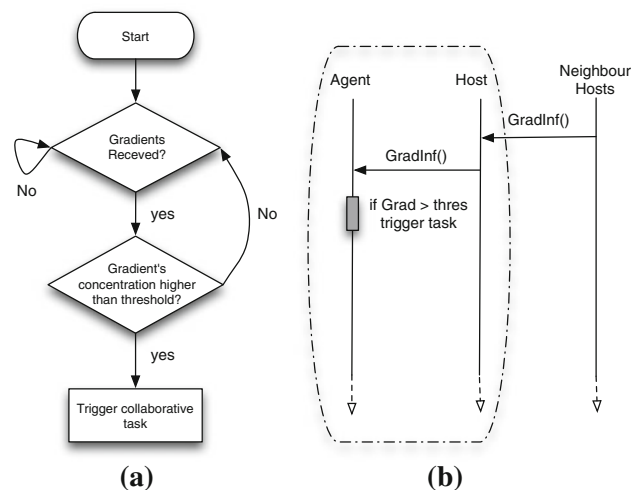 Start
Gradients
Receved?
No
yes
No
Gradient's
concentration higher
than threshold?
yes
Trigger collaborative
task
(a)
Agent
Host
Neighbour
Hosts
GradInf()
GradInf()
if Grad > thres
trigger task
(b)